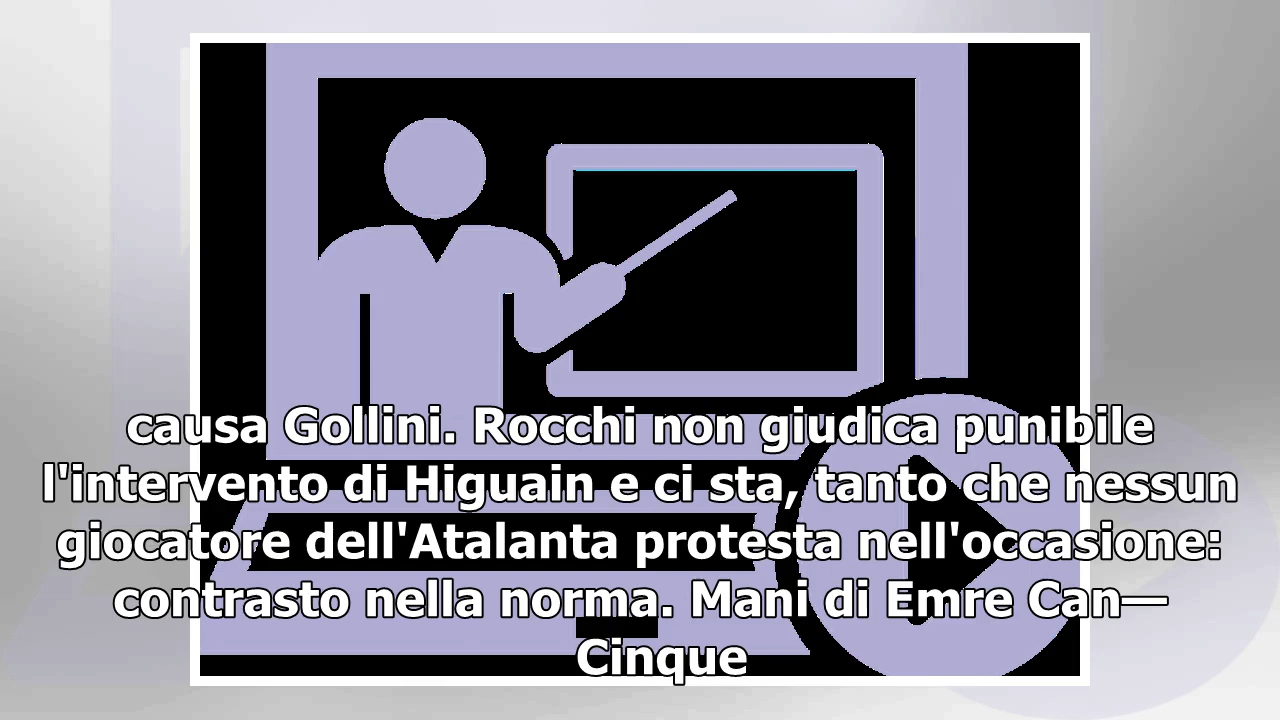 causa Gollini. Rocchi non giudica punibile
l'intervento di Higuain e ci sta, tanto che nessun
giocatore dell'Atalanta protesta nell'occasione:
contrasto nella norma. Mani di Emre Can—
Cinque